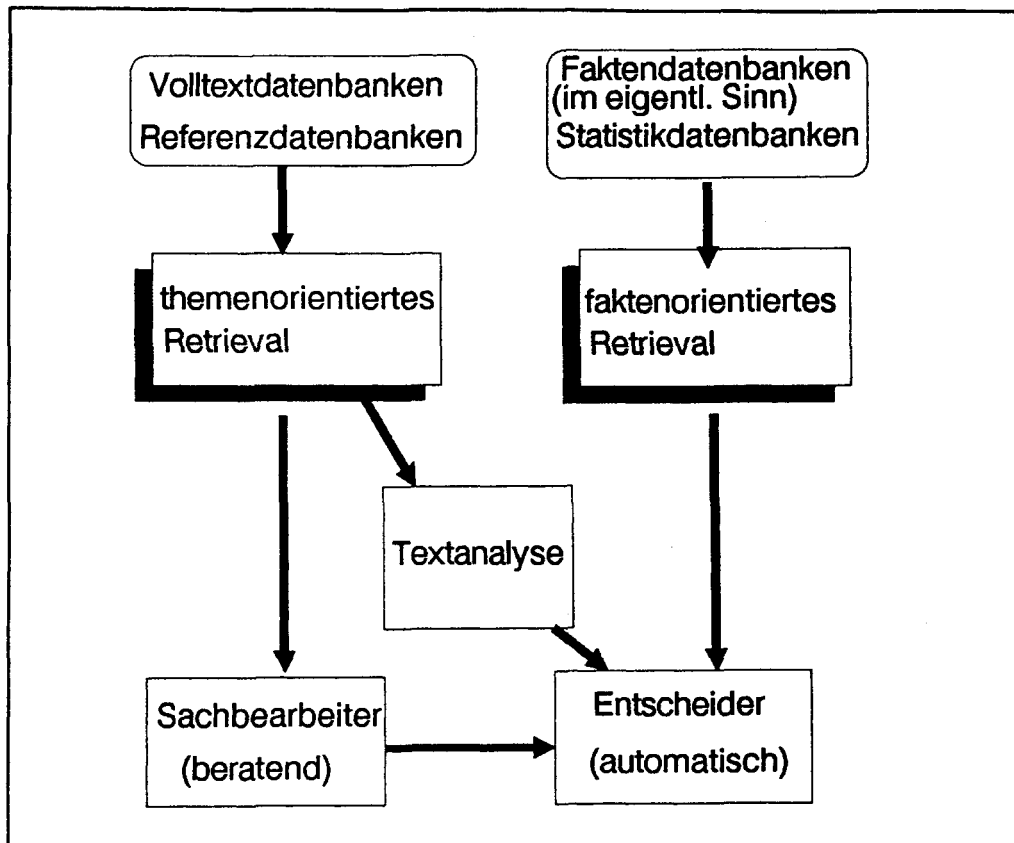 Volltextdatenbanken
Referenzdatenbanken
Faktendatenbanken
(im eigentl. Sinn)
Statistikdatenbanken
themenorientiertes
Retrieval
faktenorientiertes
Retrieval
Textanalyse
Sachbearbeiter
(beratend)
Entscheider
(automatisch)